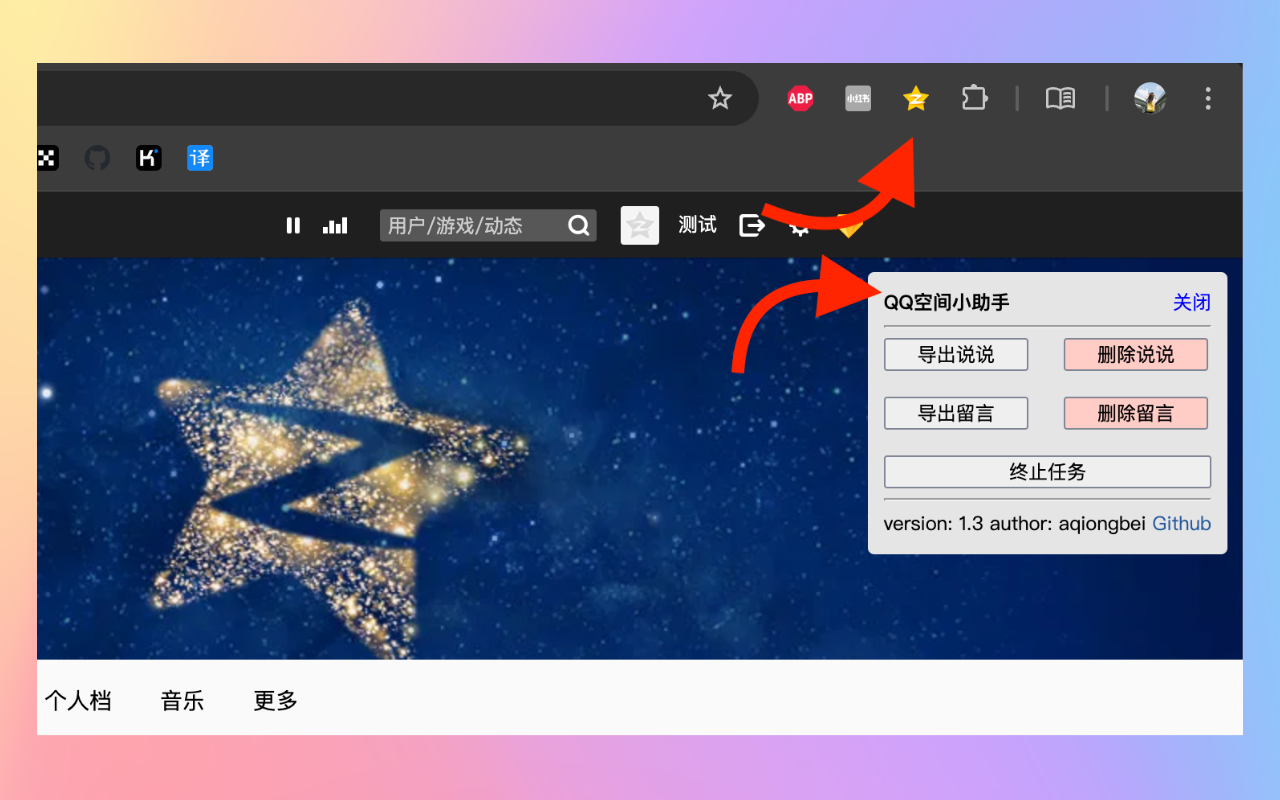 ABP
小红书
译
用户/游戏/动态
测试
QQ空间小助手 关闭
导出说说 删除说说
导出留言 删除留言
终止任务
version: 1.3 author: aqiongbei Github
个人档 音乐 更多